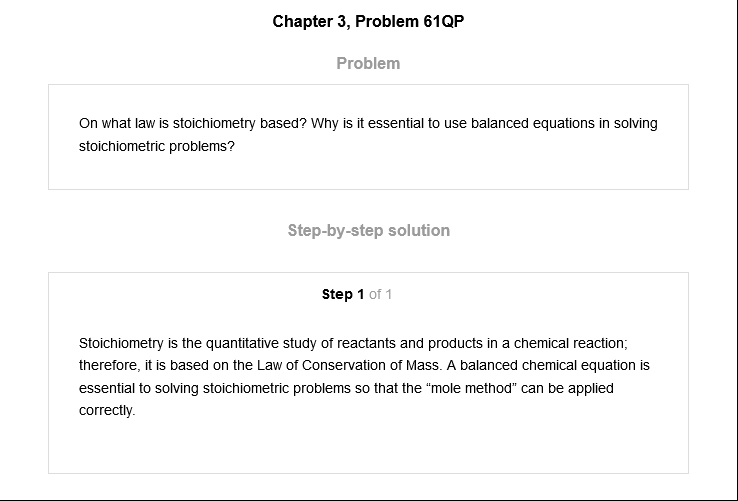 Chapter 3, Problem 61QP
Problem
On what law is stoichiometry based? Why is it essential to use balanced equations in solving
stoichiometric problems?
Step-by-step solution
Step 1 of 1
Stoichiometry is the quantitative study of reactants and products in a chemical reaction;
therefore, it is based on the Law of Conservation of Mass. A balanced chemical equation is
essential to solving stoichiometric problems so that the “mole method” can be applied
correctly.